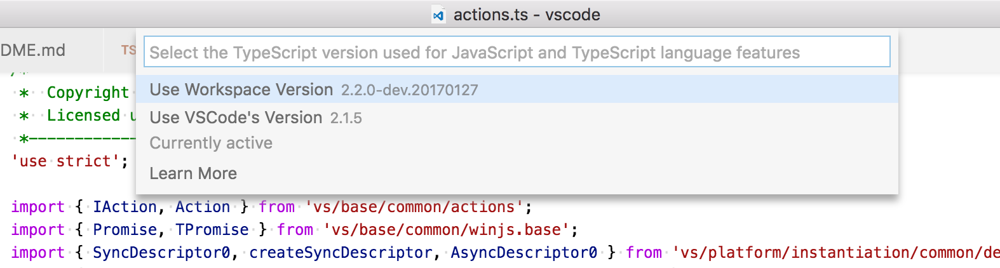 actions.ts - vscode
DME.md
TS
Select the TypeScript version used for JavaScript and TypeScript language features
Use Workspace Version 2.2.0-dev.20170127
Use VSCode's Version 2.1.5
Currently active
Learn More
/*
* Copyright
* Licensed
*------------
'use strict';
import { IAction, Action } from 'vs/base/common/actions';
import { Promise, TPromise } from 'vs/base/common/winjs.base';
import { SyncDescriptor0, createSyncDescriptor, AsyncDescriptor0 } from 'vs/platform/instantiation/common/de